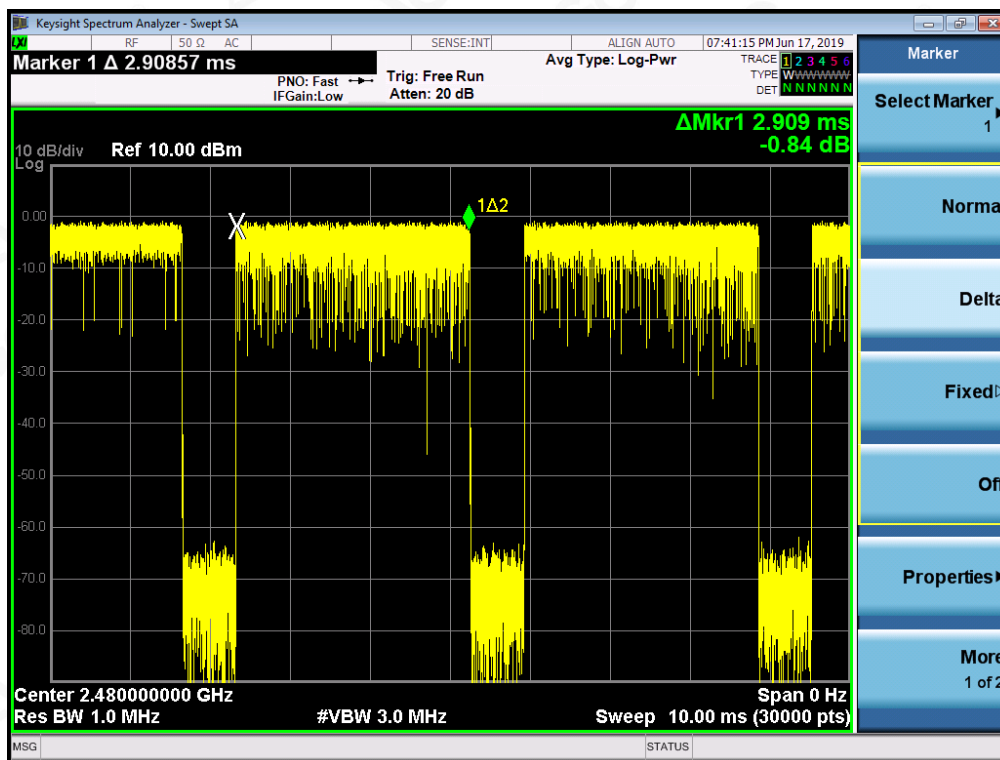 Keysight Spectrum Analyzer - Swept SA
LXI RF 50 Ω AC SENSE:INT ALIGN AUTO 07:41:15 PM Jun 17, 2019
Marker 1 Δ 2.90857 ms
PNO: Fast
IFGain:Low
Trig: Free Run
Atten: 20 dB
Avg Type: Log-Pwr
TRACE 1 2 3 4 5 6
TYPE W
DET N N N N N N
ΔMkr1 2.909 ms
-0.84 dB
10 dB/div Ref 10.00 dBm
Log
0.00
-10.0
-20.0
-30.0
-40.0
-50.0
-60.0
-70.0
-80.0
X
1Δ2
Center 2.480000000 GHz
Span 0 Hz
Res BW 1.0 MHz
#VBW 3.0 MHz
Sweep 10.00 ms (30000 pts)
MSG
STATUS
Marker
Select Marker
1
Norma
Delta
Fixed
Off
Properties
More
1 of 2